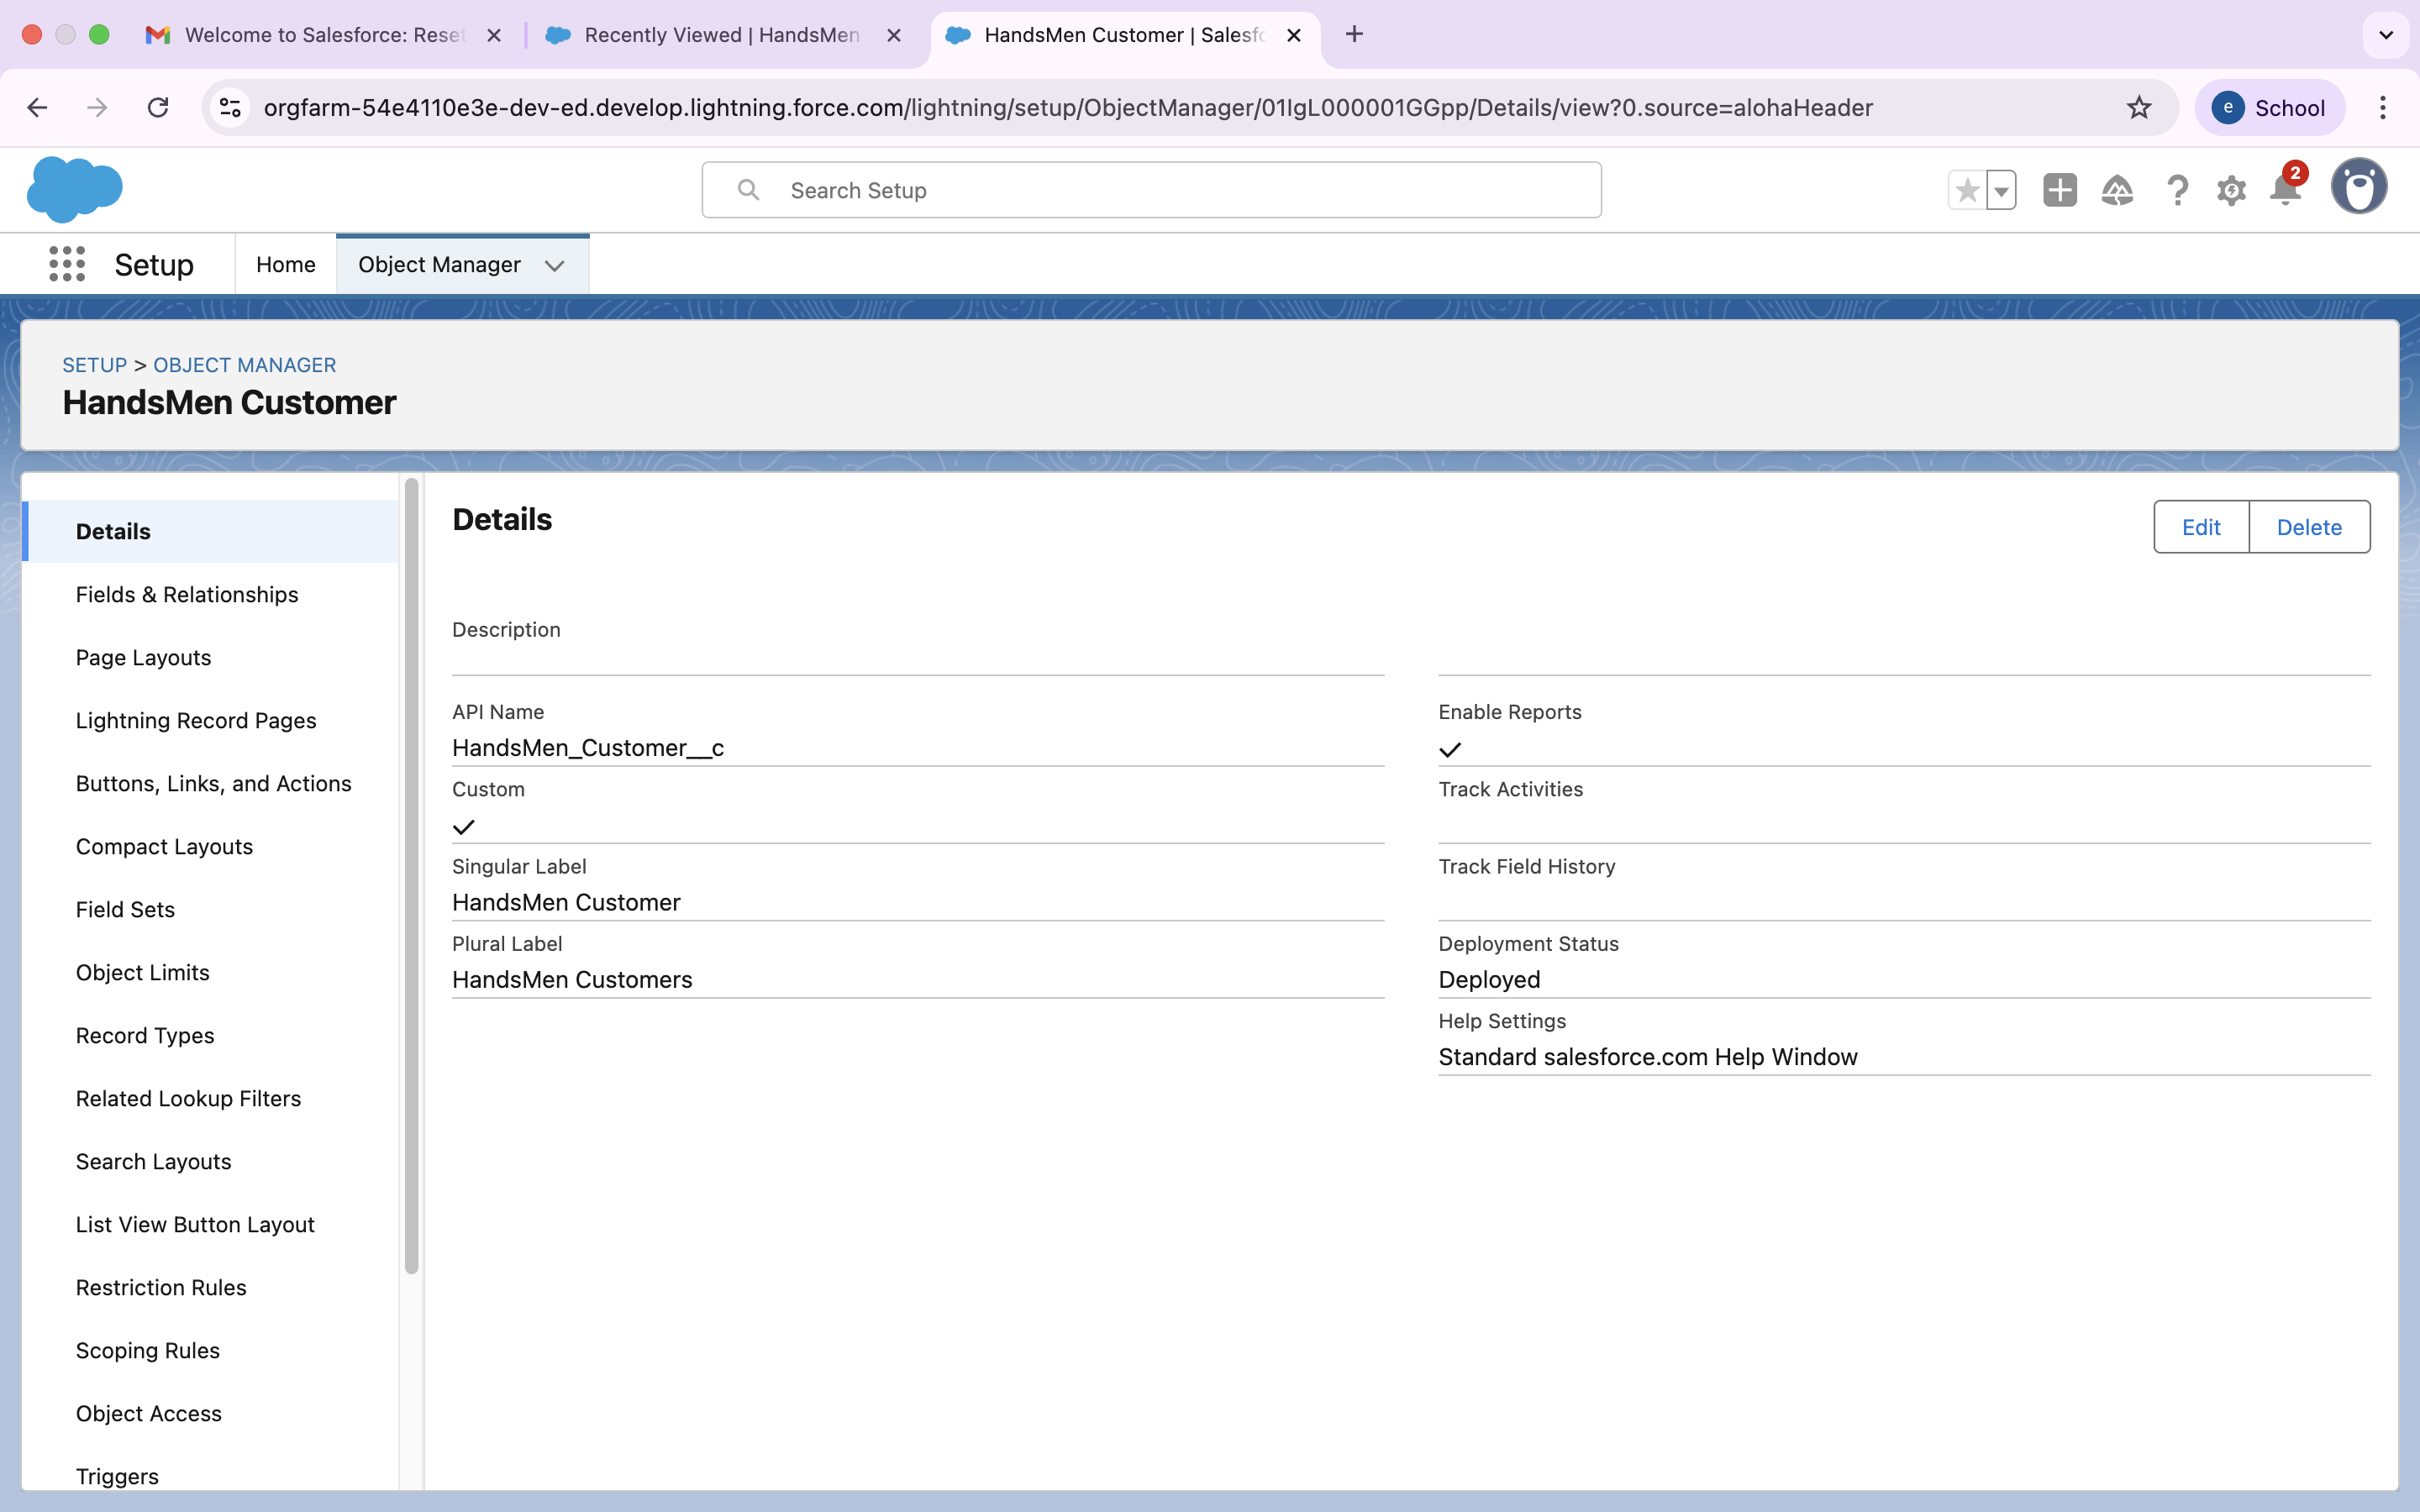 Welcome to Salesforce: Reset
Recently Viewed | HandsMen
HandsMen Customer | Salesfo
orgfarm-54e4110e3e-dev-ed.develop.lightning.force.com/lightning/setup/ObjectManager/01IgL000001GGpp/Details/view?0.source=alohaHeader
e School
Search Setup
2
Setup
Home
Object Manager
SETUP > OBJECT MANAGER
HandsMen Customer
Details
Fields & Relationships
Page Layouts
Lightning Record Pages
Buttons, Links, and Actions
Compact Layouts
Field Sets
Object Limits
Record Types
Related Lookup Filters
Search Layouts
List View Button Layout
Restriction Rules
Scoping Rules
Object Access
Triggers
Details
Edit
Delete
Description
API Name
HandsMen_Customer__c
Custom
Singular Label
HandsMen Customer
Plural Label
HandsMen Customers
Enable Reports
Track Activities
Track Field History
Deployment Status
Deployed
Help Settings
Standard salesforce.com Help Window